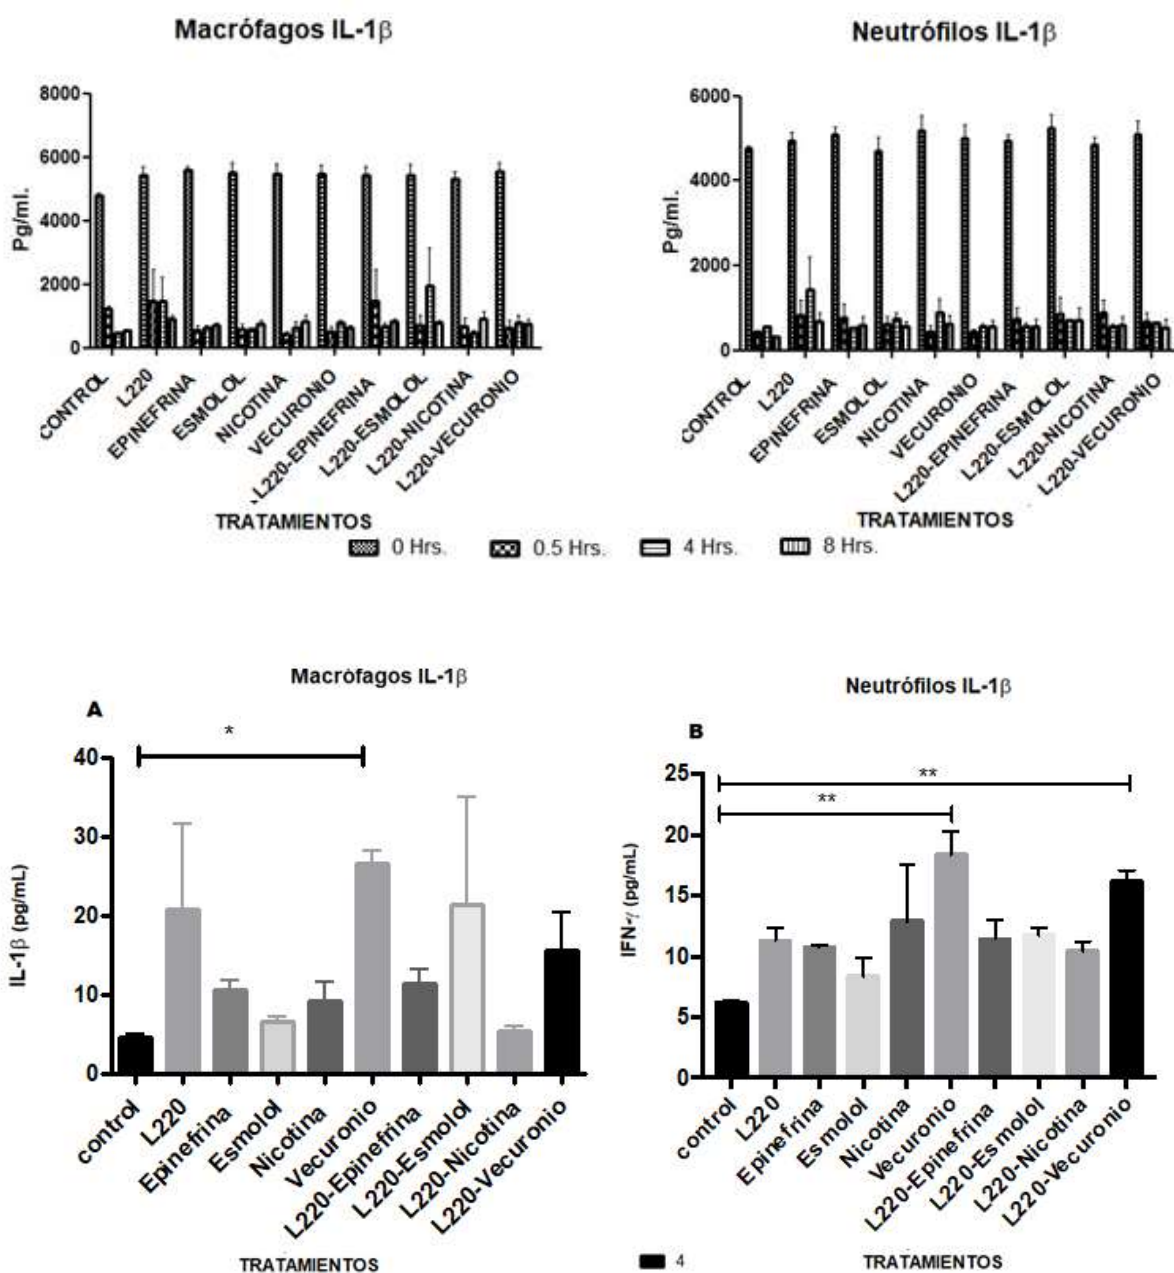 Macrófagos IL-1β
Neutrófilos IL-1β
8000
6000
4000
2000
0
Pg/ml.
CONTROL
L220
EPINEFRINA
ESMOLOL
NICOTINA
VECURONIO
L220-EPINEFRINA
L220-ESMOLOL
L220-NICOTINA
L220-VECURONIO
TRATAMIENTOS
6000
4000
2000
0
Pg/ml.
CONTROL
L220
EPINEFRINA
ESMOLOL
NICOTINA
VECURONIO
L220-EPINEFRINA
L220-ESMOLOL
L220-NICOTINA
L220-VECURONIO
TRATAMIENTOS
0 Hrs. 0.5 Hrs. 4 Hrs. 8 Hrs.
Macrófagos IL-1β
A
*
40
30
20
10
0
IL-1β (pg/mL)
control
L220
Epinefrina
Esmolol
Nicotina
Vecuronio
L220-Epinefrina
L220-Esmolol
L220-Nicotina
L220-Vecuronio
TRATAMIENTOS
Neutrófilos IL-1β
B
**
**
25
20
15
10
5
0
IFN-γ (pg/mL)
control
L220
Epinefrina
Esmolol
Nicotina
Vecuronio
L220-Epinefrina
L220-Esmolol
L220-Nicotina
L220-Vecuronio
4
TRATAMIENTOS